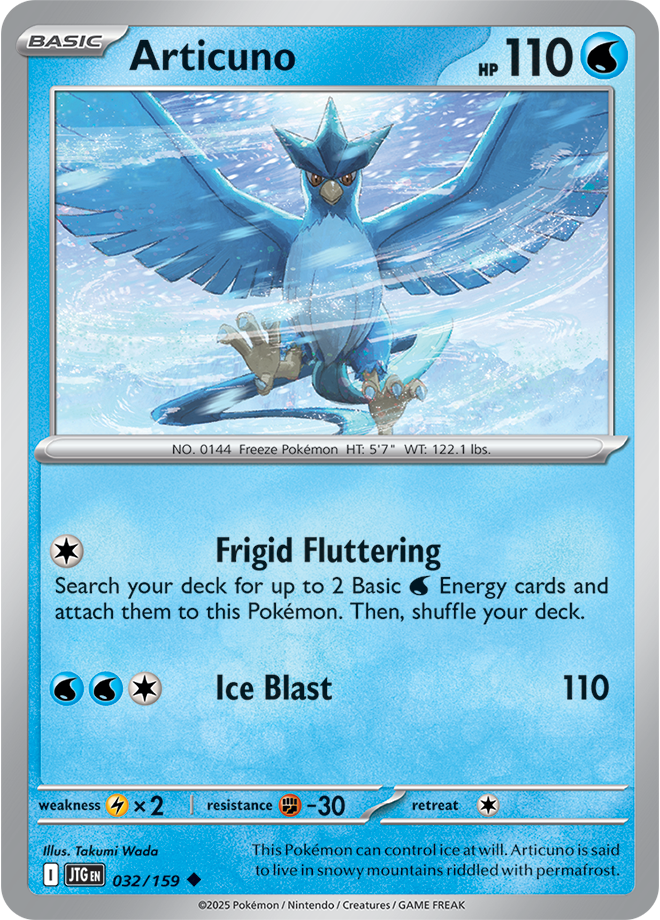 BASIC Articuno HP 110
NO. 0144 Freeze Pokémon HT: 5'7" WT: 122.1 lbs.
Frigid Fluttering
Search your deck for up to 2 Basic Energy cards and
attach them to this Pokémon. Then, shuffle your deck.
Ice Blast 110
weakness ×2 resistance -30 retreat
Illus. Takumi Wada
This Pokémon can control ice at will. Articuno is said
to live in snowy mountains riddled with permafrost.
I JTG EN 032/159
©2025 Pokémon / Nintendo / Creatures / GAME FREAK